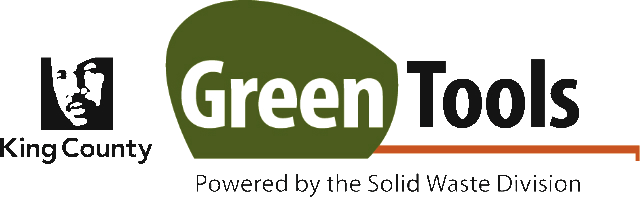 Green Tools
King County
Powered by the Solid Waste Division